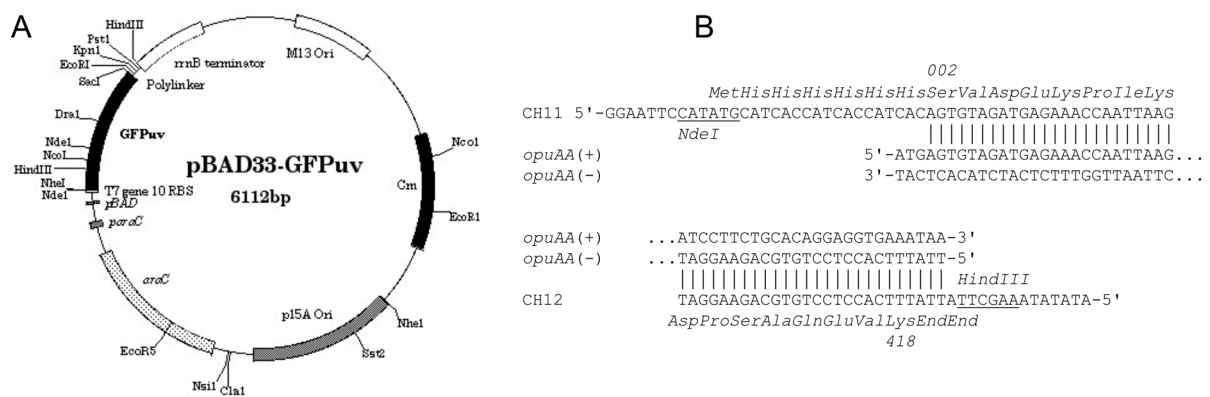 A
HindIII
Pst1
Kpn1
EcoRI
SacI
Polylinker
rrnB terminator
M13 Ori
Dra1
GFPuv
Nde1
NcoI
HindIII
NheI
Nde1
T7 gene 10 RBS
pBAD
paraC
pBAD33-GFPuv
6112bp
Nco1
Cm
EcoR1
araC
p15A Ori
Nhe1
EcoR5
Sst2
Nsi1
Cla1
B
002
MetHisHisHisHisHisHisSerValAspGluLysProIleLys
CH11 5'-GGAATTCCATATGCATCACCATCACCATCACAGTGTAGATGAGAAACCAATTAAG
NdeI
opuAA(+) 5'-ATGAGTGTAGATGAGAAACCAATTAAG...
opuAA(-) 3'-TACTCACATCTACTCTTTGGTTAATTC...
opuAA(+) ...ATCCTTCTGCACAGGAGGTGAAATAA-3'
opuAA(-) ...TAGGAAGACGTGTCCTCCACTTTATT-5'
HindIII
CH12 TAGGAAGACGTGTCCTCCACTTTATTATTCGAAATATATA-5'
AspProSerAlaGlnGluValLysEndEnd
418